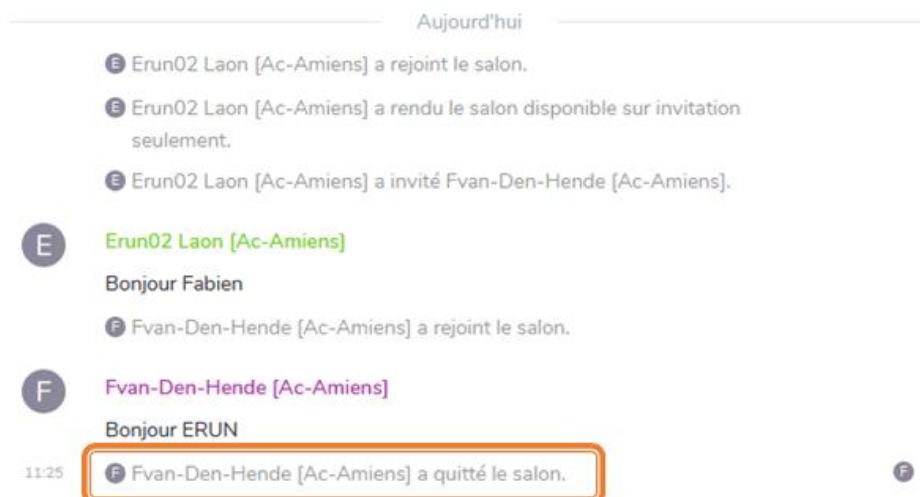 Aujourd'hui
E Erun02 Laon [Ac-Amiens] a rejoint le salon.
E Erun02 Laon [Ac-Amiens] a rendu le salon disponible sur invitation
seulement.
E Erun02 Laon [Ac-Amiens] a invité Fvan-Den-Hende [Ac-Amiens].
E Erun02 Laon [Ac-Amiens]
Bonjour Fabien
F Fvan-Den-Hende [Ac-Amiens] a rejoint le salon.
F Fvan-Den-Hende [Ac-Amiens]
Bonjour ERUN
11:25 F Fvan-Den-Hende [Ac-Amiens] a quitté le salon. F